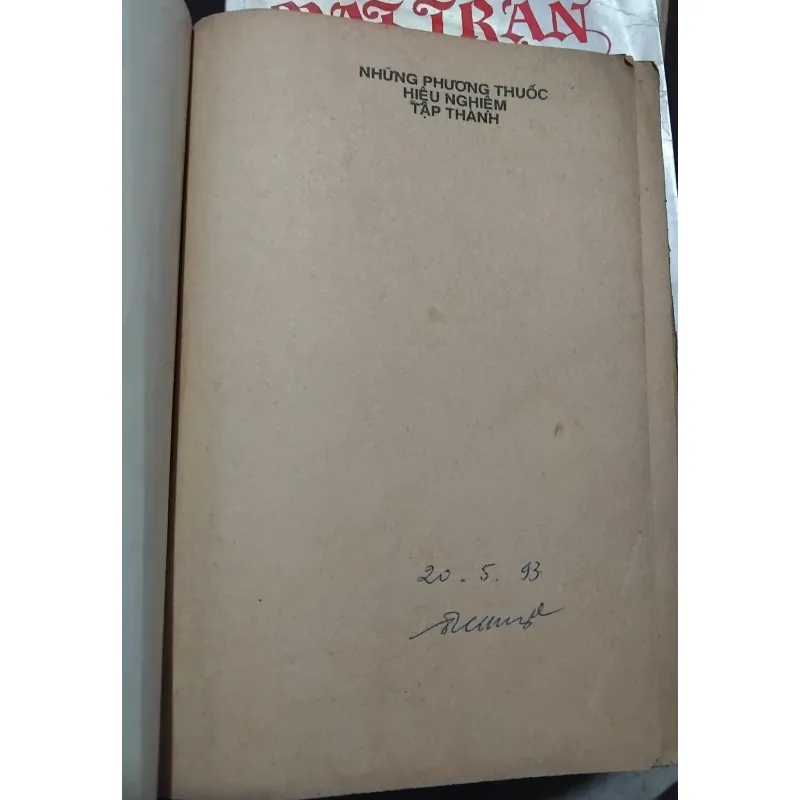 NHỮNG PHƯƠNG THUỐC
HIỆU NGHIỆM
TẬP THÀNH
20. 5. 93